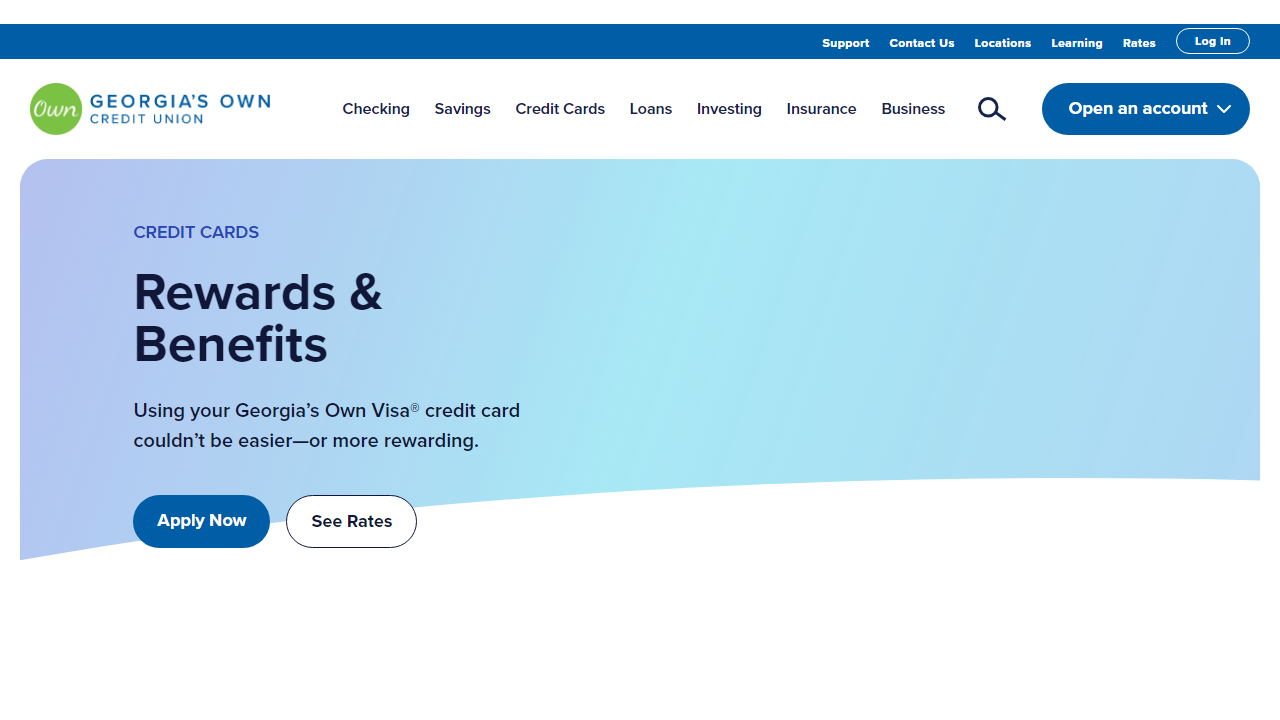 Support Contact Us Locations Learning Rates Log In
Own GEORGIA'S OWN
CREDIT UNION
Checking Savings Credit Cards Loans Investing Insurance Business Open an account
CREDIT CARDS
Rewards &
Benefits
Using your Georgia’s Own Visa® credit card
couldn’t be easier—or more rewarding.
Apply Now See Rates